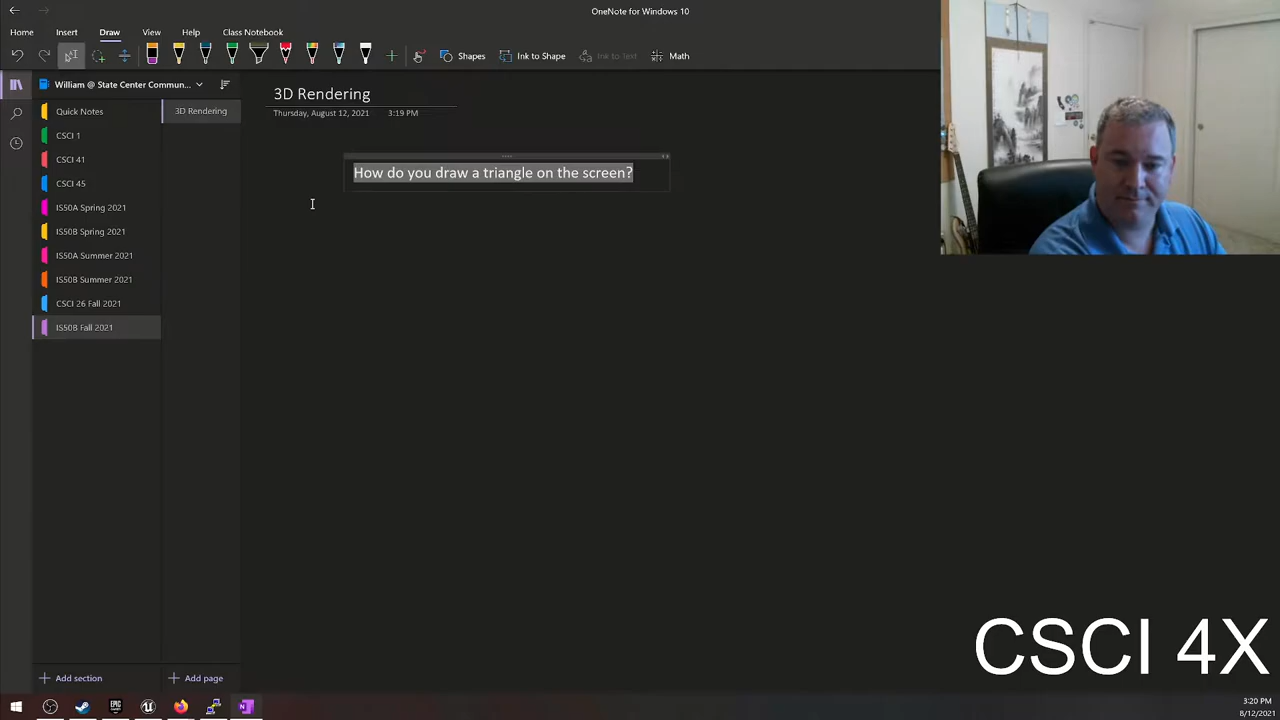 OneNote for Windows 10
Home
Insert
Draw
View
Help
Class Notebook
Shapes
Ink to Shape
Ink to Text
Math
William @ State Center Commun...
Quick Notes
CSCI 1
CSCI 41
CSCI 45
IS50A Spring 2021
IS50B Spring 2021
IS50A Summer 2021
IS50B Summer 2021
CSCI 26 Fall 2021
IS50B Fall 2021
Add section
3D Rendering
Add page
3D Rendering
Thursday, August 12, 2021 3:19 PM
How do you draw a triangle on the screen?
CSCI 4X
EPIC
3:20 PM
8/12/2021